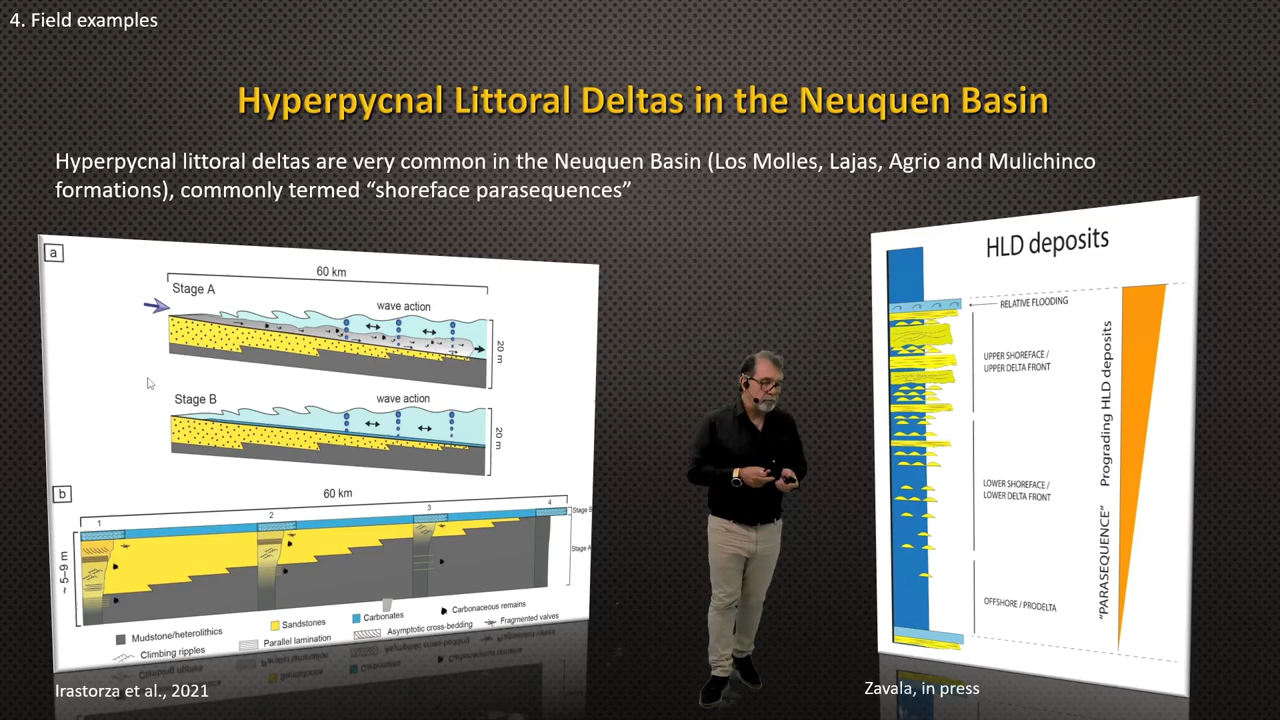 4. Field examples
Hyperpycnal Littoral Deltas in the Neuquen Basin
Hyperpycnal littoral deltas are very common in the Neuquen Basin (Los Molles, Lajas, Agrio and Mulichinco
formations), commonly termed “shoreface parasequences”
a
60 km
Stage A
wave action
20 m
Stage B
wave action
20 m
b
60 km
1
2
3
4
Stage B
Stage A
~ 5–9 m
Mudstone/heterolithics
Sandstones
Carbonates
Carbonaceous remains
Climbing ripples
Parallel lamination
Asymptotic cross-bedding
Fragmented valves
Irastorza et al., 2021
HLD deposits
RELATIVE FLOODING
UPPER SHOREFACE /
UPPER DELTA FRONT
LOWER SHOREFACE /
LOWER DELTA FRONT
OFFSHORE / PRODELTA
"PARASEQUENCE" Prograding HLD deposits
Zavala, in press